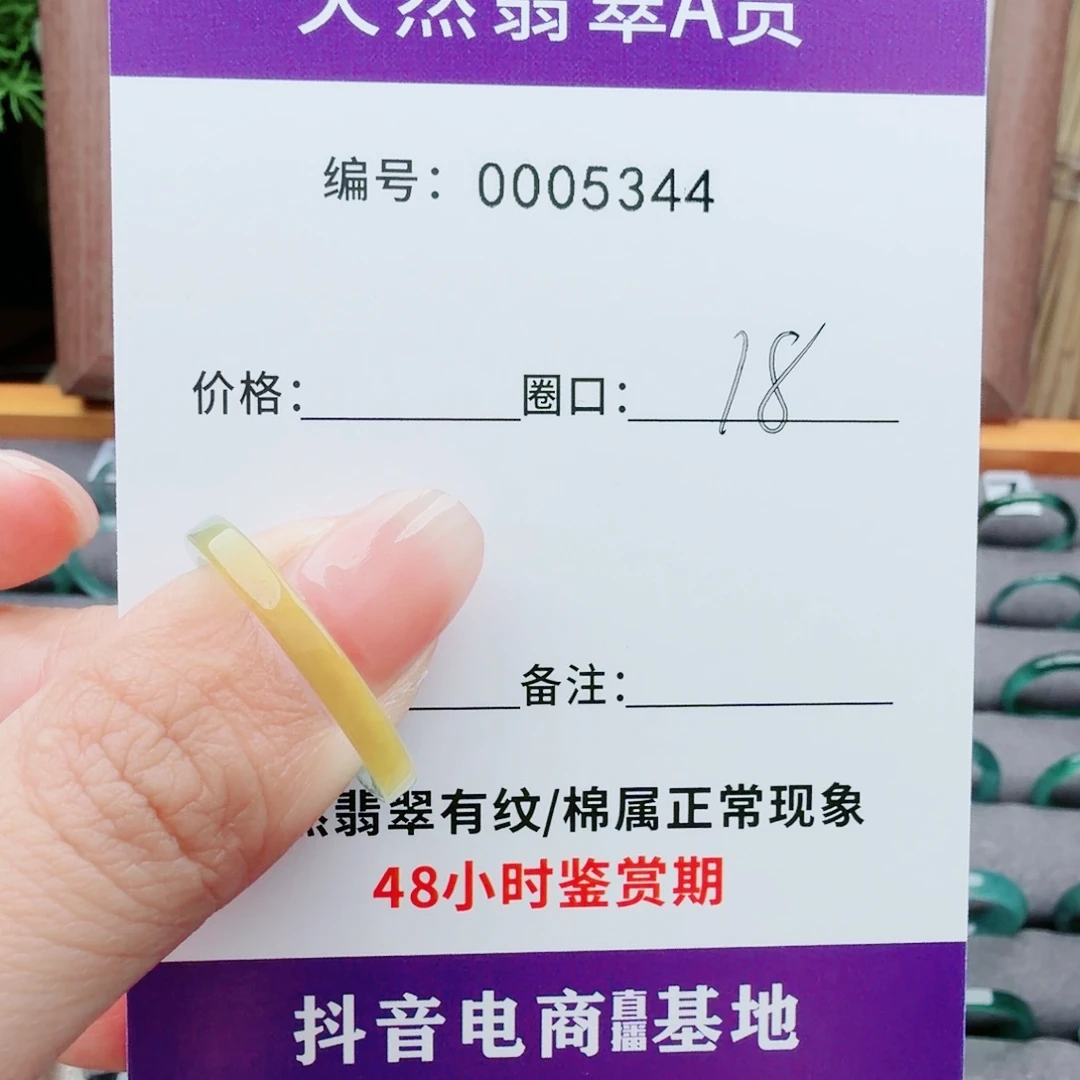 天然翡翠A货
编号：0005344
价格： 圈口：18
备注：
然翡翠有纹/棉属正常现象
48小时鉴赏期
抖音电商直播基地